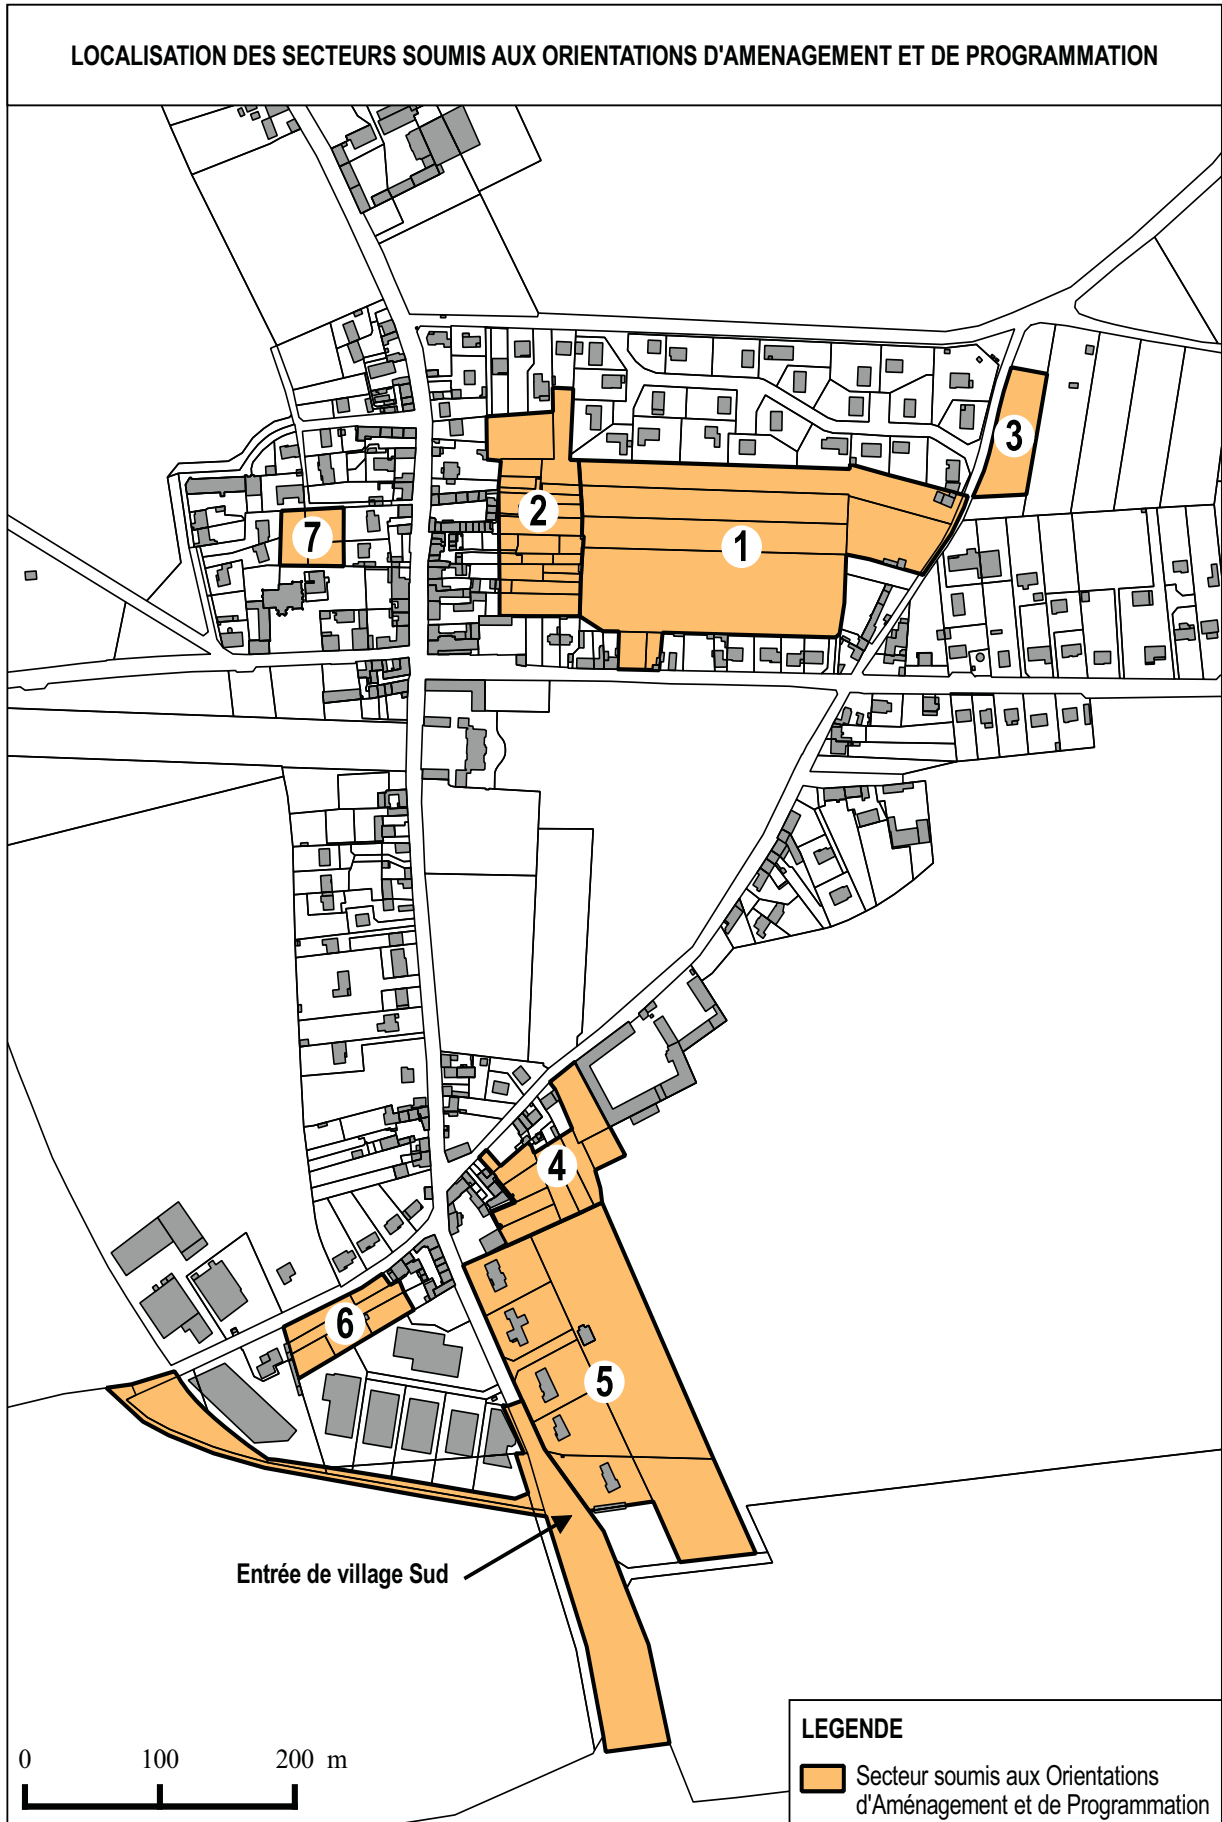 LOCALISATION DES SECTEURS SOUMIS AUX ORIENTATIONS D'AMENAGEMENT ET DE PROGRAMMATION
3
2
7
1
4
6
5
Entrée de village Sud
0 100 200 m
LEGENDE
Secteur soumis aux Orientations
d'Aménagement et de Programmation